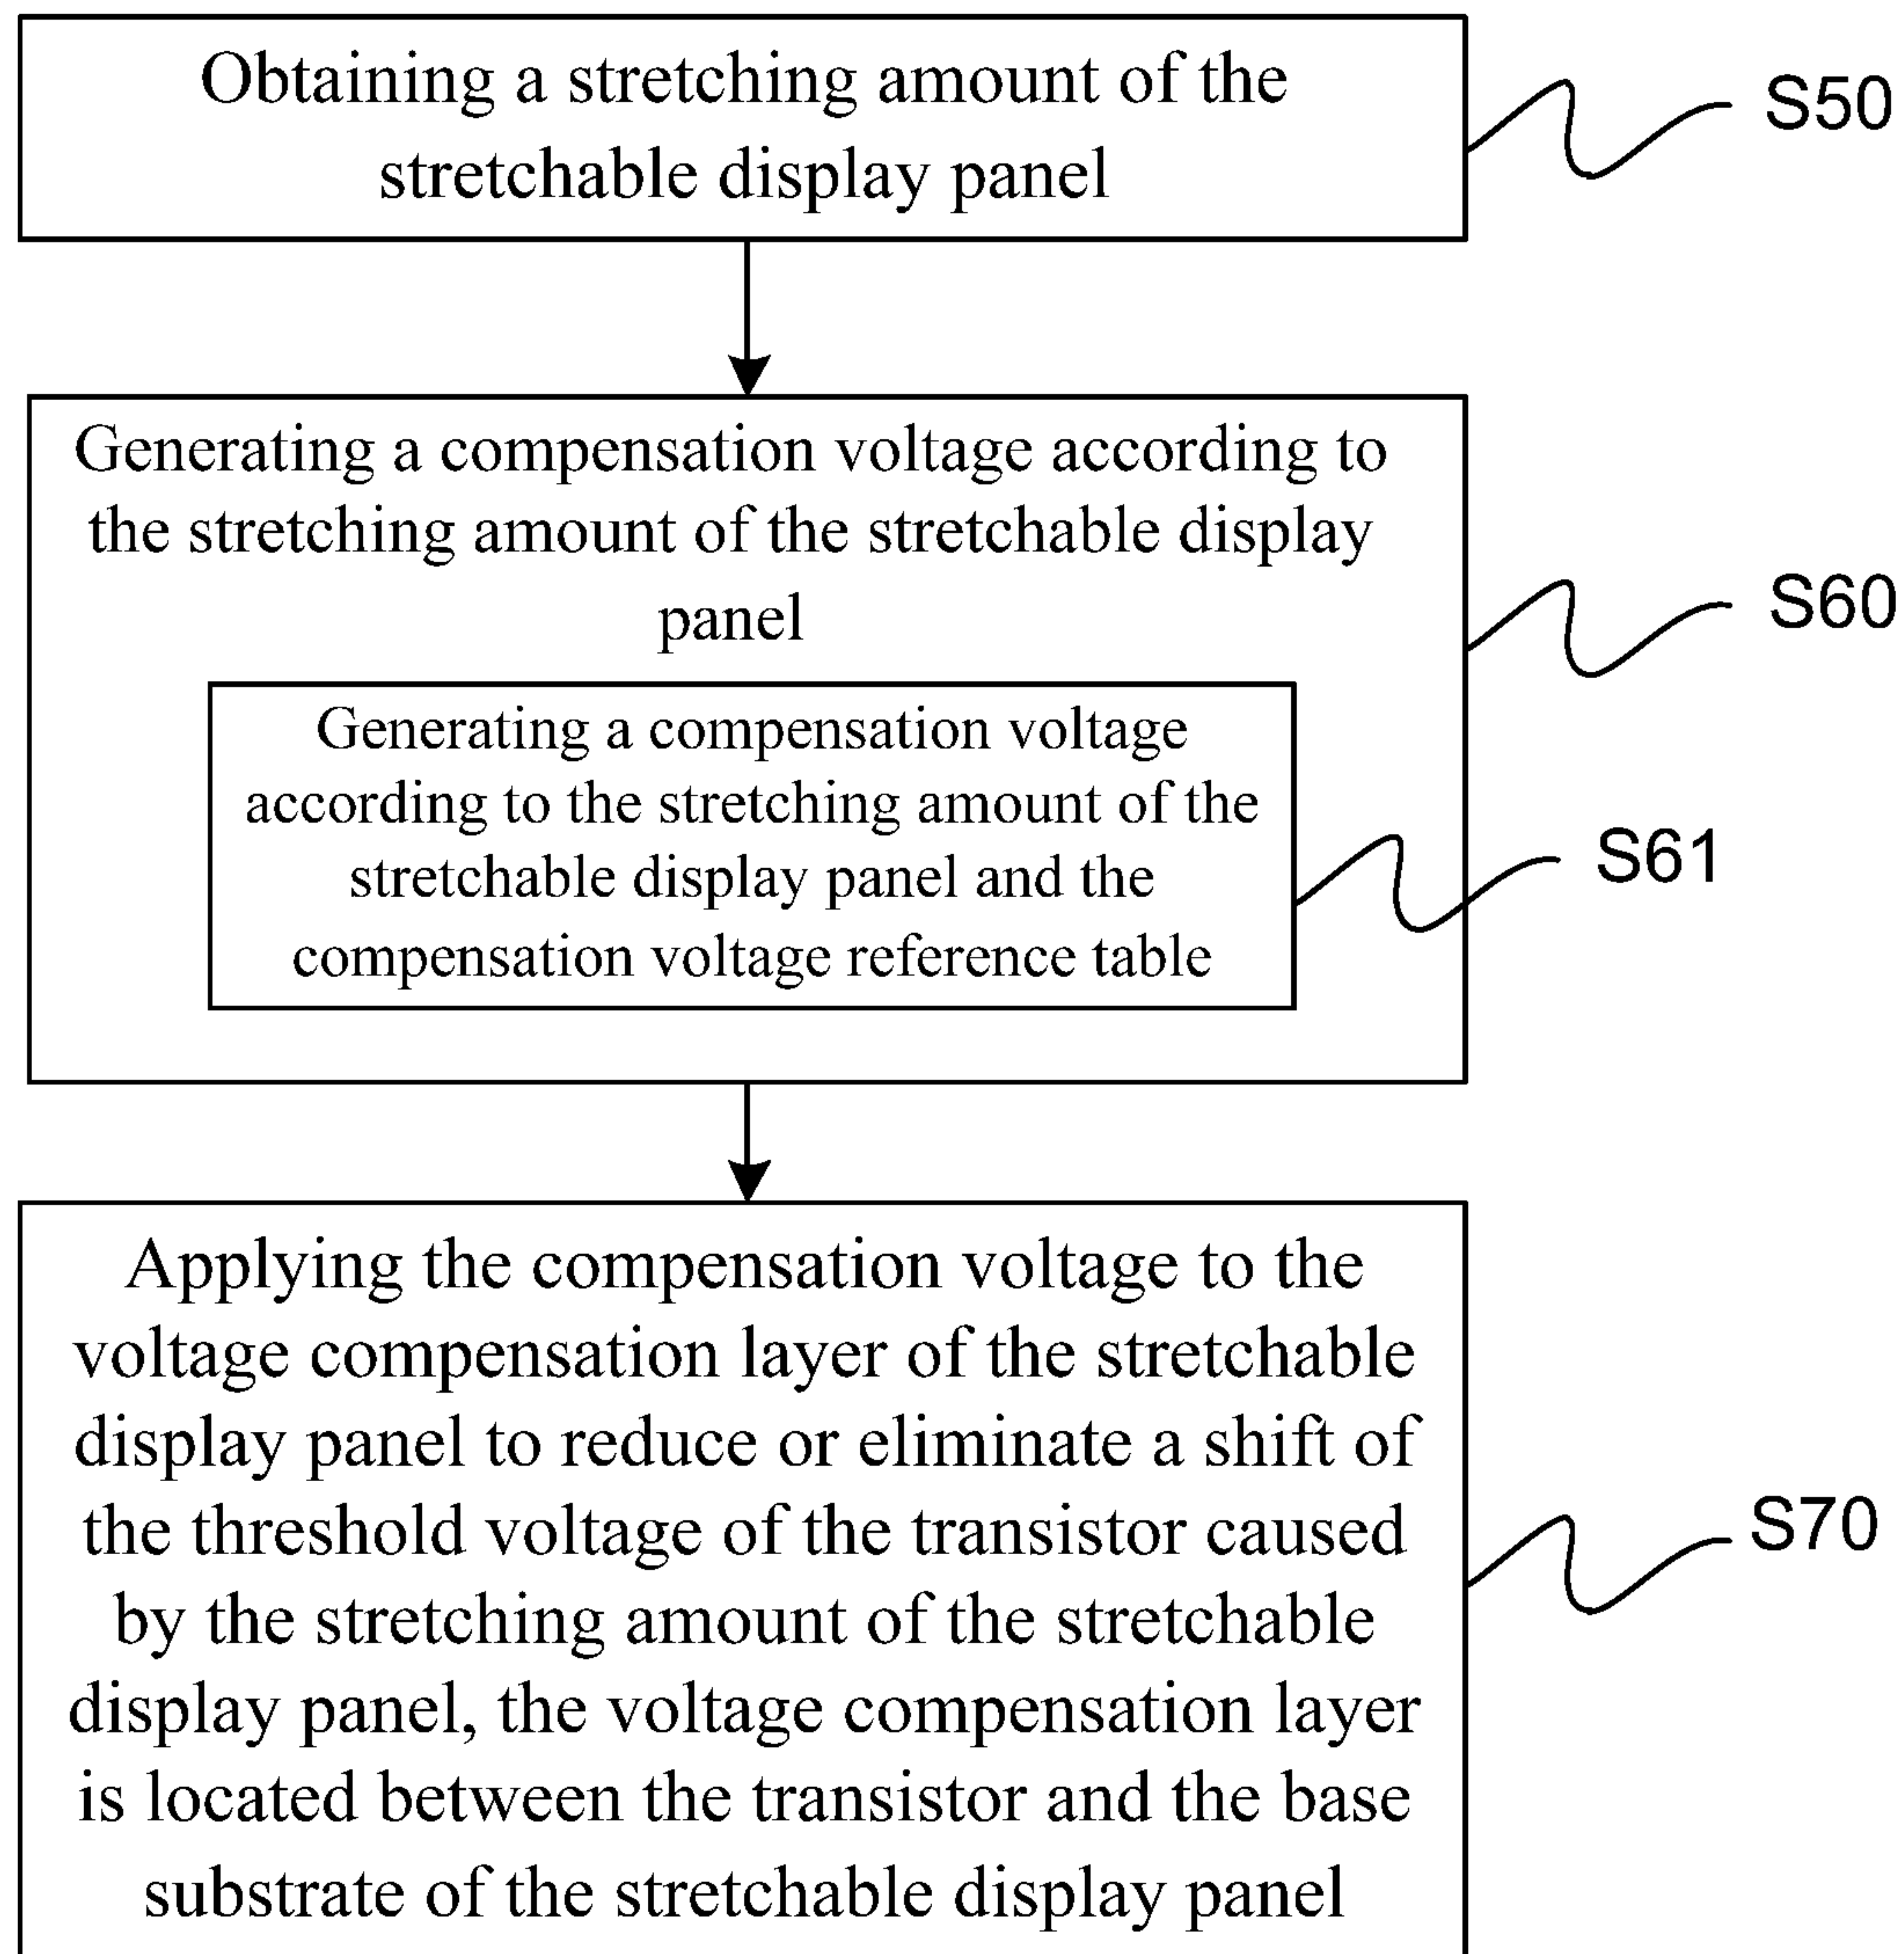 Obtaining a stretching amount of the
stretchable display panel
S50
Generating a compensation voltage according to
the stretching amount of the stretchable display
panel
S60
Generating a compensation voltage
according to the stretching amount of the
stretchable display panel and the
compensation voltage reference table
S61
Applying the compensation voltage to the
voltage compensation layer of the stretchable
display panel to reduce or eliminate a shift of
the threshold voltage of the transistor caused
by the stretching amount of the stretchable
display panel, the voltage compensation layer
is located between the transistor and the base
substrate of the stretchable display panel
S70